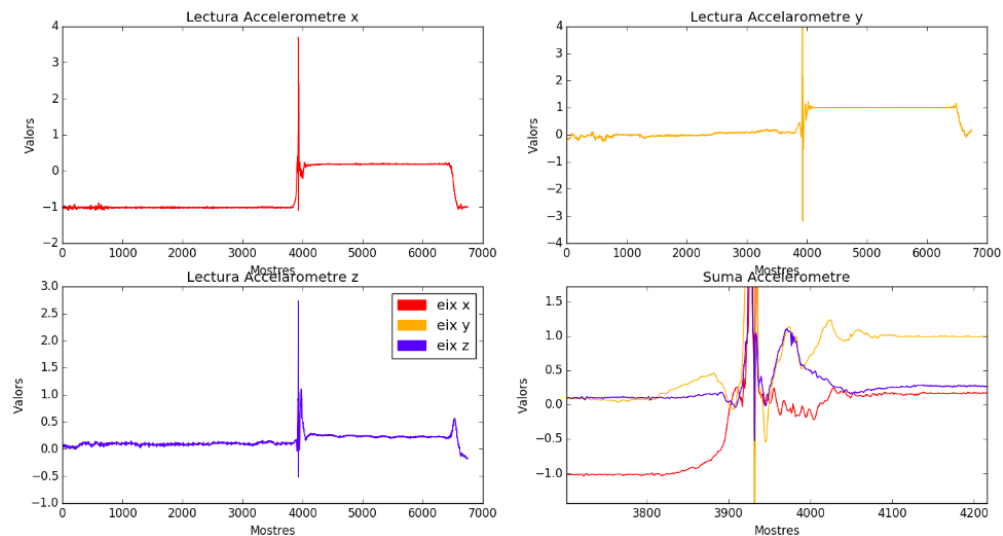 Lectura Accelerometre x
4
3
2
1
0
−1
−2
Valors
0 1000 2000 3000 4000 5000 6000 7000
Mostres
Lectura Accelarometre y
4
3
2
1
0
−1
−2
−3
−4
Valors
0 1000 2000 3000 4000 5000 6000 7000
Mostres
Lectura Accelarometre z
3.0
2.5
2.0
1.5
1.0
0.5
0.0
−0.5
−1.0
Valors
eix x
eix y
eix z
0 1000 2000 3000 4000 5000 6000 7000
Mostres
Suma Accelerometre
1.5
1.0
0.5
0.0
−0.5
−1.0
Valors
3800 3900 4000 4100 4200
Mostres